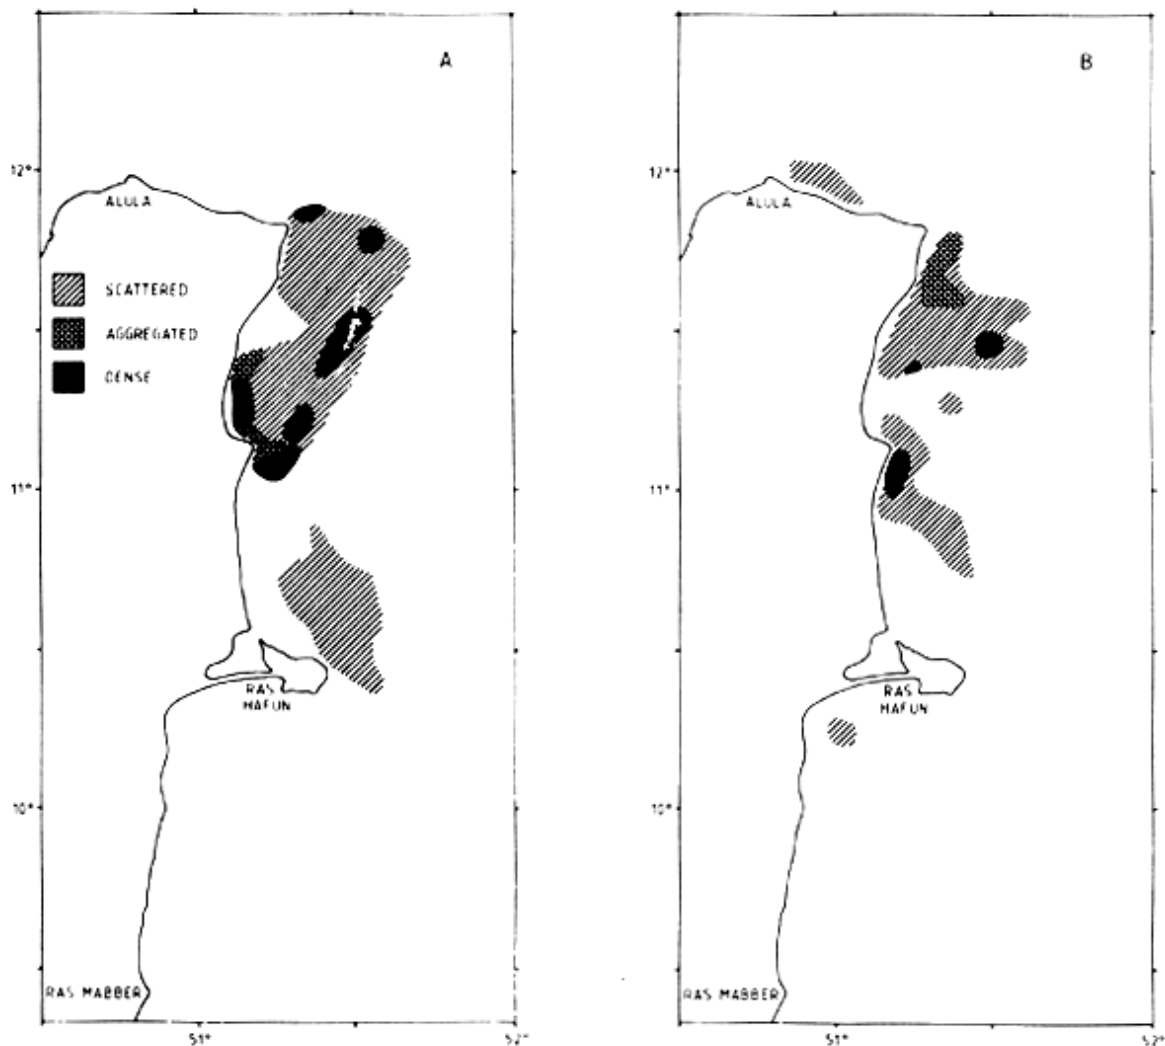 A
12°
ALULA
SCATTERED
AGGREGATED
DENSE
11°
RAS
HAFUN
10°
RAS MABBER
51°
52°
B
12°
ALULA
11°
RAS
HAFUN
10°
RAS MABBER
51°
52°